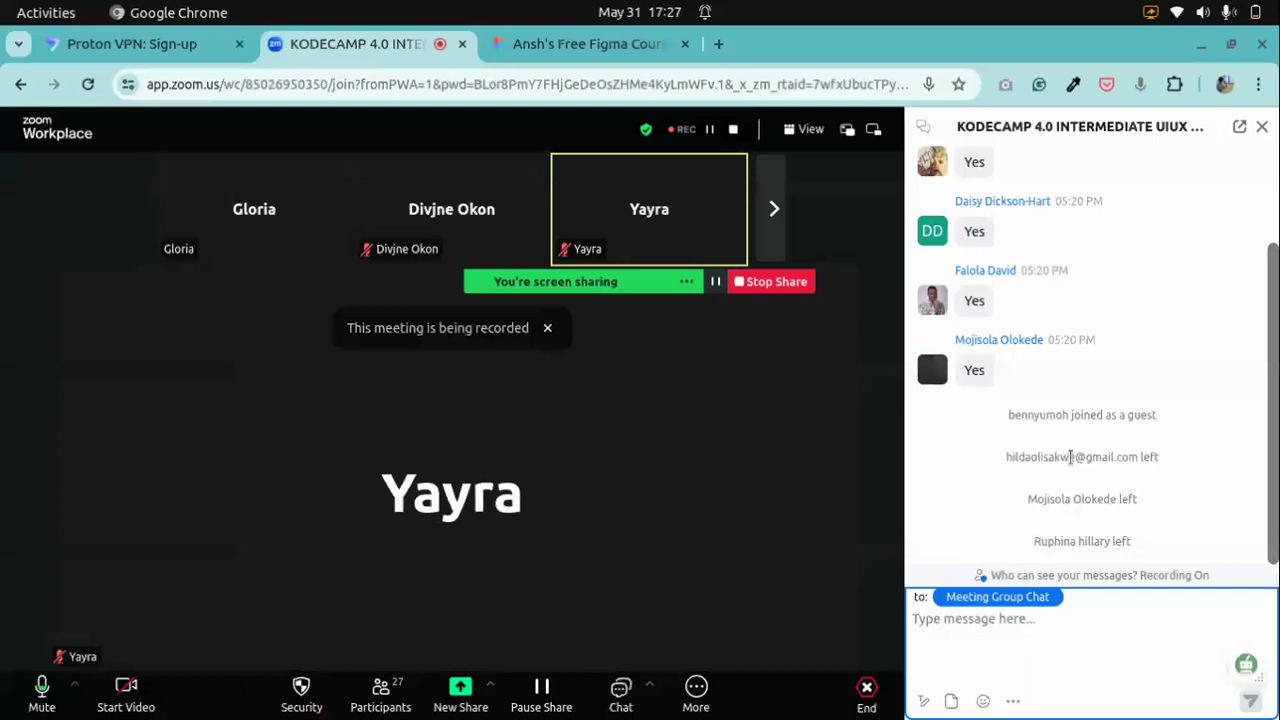 Activities
Google Chrome
May 31 17:27
Proton VPN: Sign-up
KODECAMP 4.0 INTE
Ansh's Free Figma Cour
app.zoom.us/wc/85026950350/join?fromPWA=1&pwd=BLor8PmY7FHjGeDeOsZHMe4KyLmWFv.1&_x_zm_rtaid=7wfxUbucTPy...
zoom
Workplace
REC
View
KODECAMP 4.0 INTERMEDIATE UIUX ...
Gloria
Divjne Okon
Yayra
Gloria
Divjne Okon
Yayra
You're screen sharing
Stop Share
This meeting is being recorded
Yayra
Yayra
Yes
Daisy Dickson-Hart 05:20 PM
DD
Yes
Falola David 05:20 PM
Yes
Mojisola Olokede 05:20 PM
Yes
bennyumoh joined as a guest
hildaolisakwe@gmail.com left
Mojisola Olokede left
Ruphina hillary left
Who can see your messages? Recording On
to: Meeting Group Chat
Type message here...
Mute
Start Video
Security
27
Participants
New Share
Pause Share
Chat
More
End